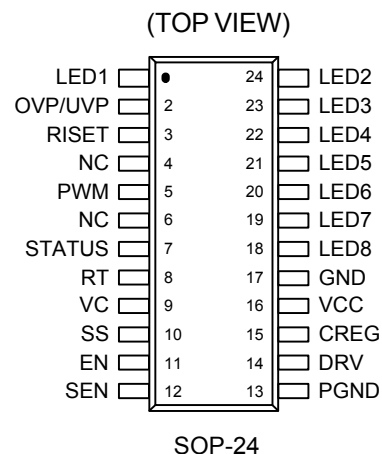 (TOP VIEW)
LED1 24 LED2
OVP/UVP 2 23 LED3
RISET 3 22 LED4
NC 4 21 LED5
PWM 5 20 LED6
NC 6 19 LED7
STATUS 7 18 LED8
RT 8 17 GND
VC 9 16 VCC
SS 10 15 CREG
EN 11 14 DRV
SEN 12 13 PGND
SOP-24